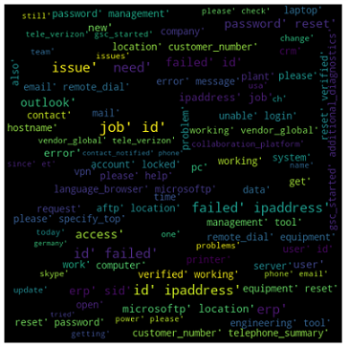 still' password' management' laptop'
please' check'
new' gsc_started' company' password' reset'
tele_verizon' change'
location' customer_number' crm'
team' issues'
issue' need' failed' id'
also' plant' please'
email' remote_dial' error' message' usa'
outlook' ipaddress' job' ch'
contact' mail' unable' login'
hostname' job' id' working' vendor_global'
vendor_global' tele_verizon' collaboration_platform'
problem'
error' contact_notified' phone' working' system'
account' locked' pc' name'
since' et' vpn' please' help' get'
language_browser' microsoftp' data'
time'
request' aftp' location' failed' ipaddress'
please' specify_top' management' tool'
today' one' remote_dial' equipment'
germany' access' problems' user' id'
id' failed' printer'
work' computer' server' user'
skype' verified' working' phone' email'
erp' sid' id' ipaddress'
update' equipment' reset'
microsoftp' location' erp'
open'
tried' power' please' engineering' tool'
reset' password'
getting' customer_number' telephone_summary'
reset' verified'
gsc_started' additional_diagnostics'